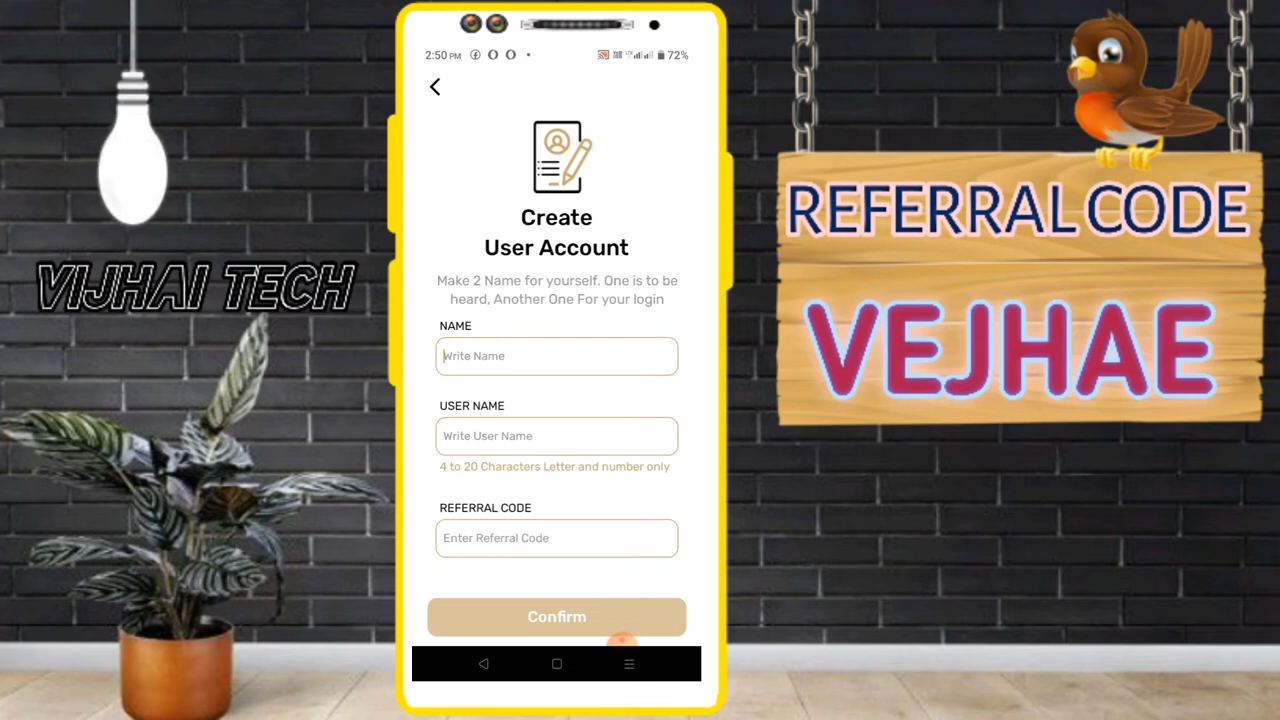 VIJHAI TECH
2:50 PM
72%
Create
User Account
Make 2 Name for yourself. One is to be
heard, Another One For your login
NAME
Write Name
USER NAME
Write User Name
4 to 20 Characters Letter and number only
REFERRAL CODE
Enter Referral Code
Confirm
REFERRAL CODE
VEJHAE